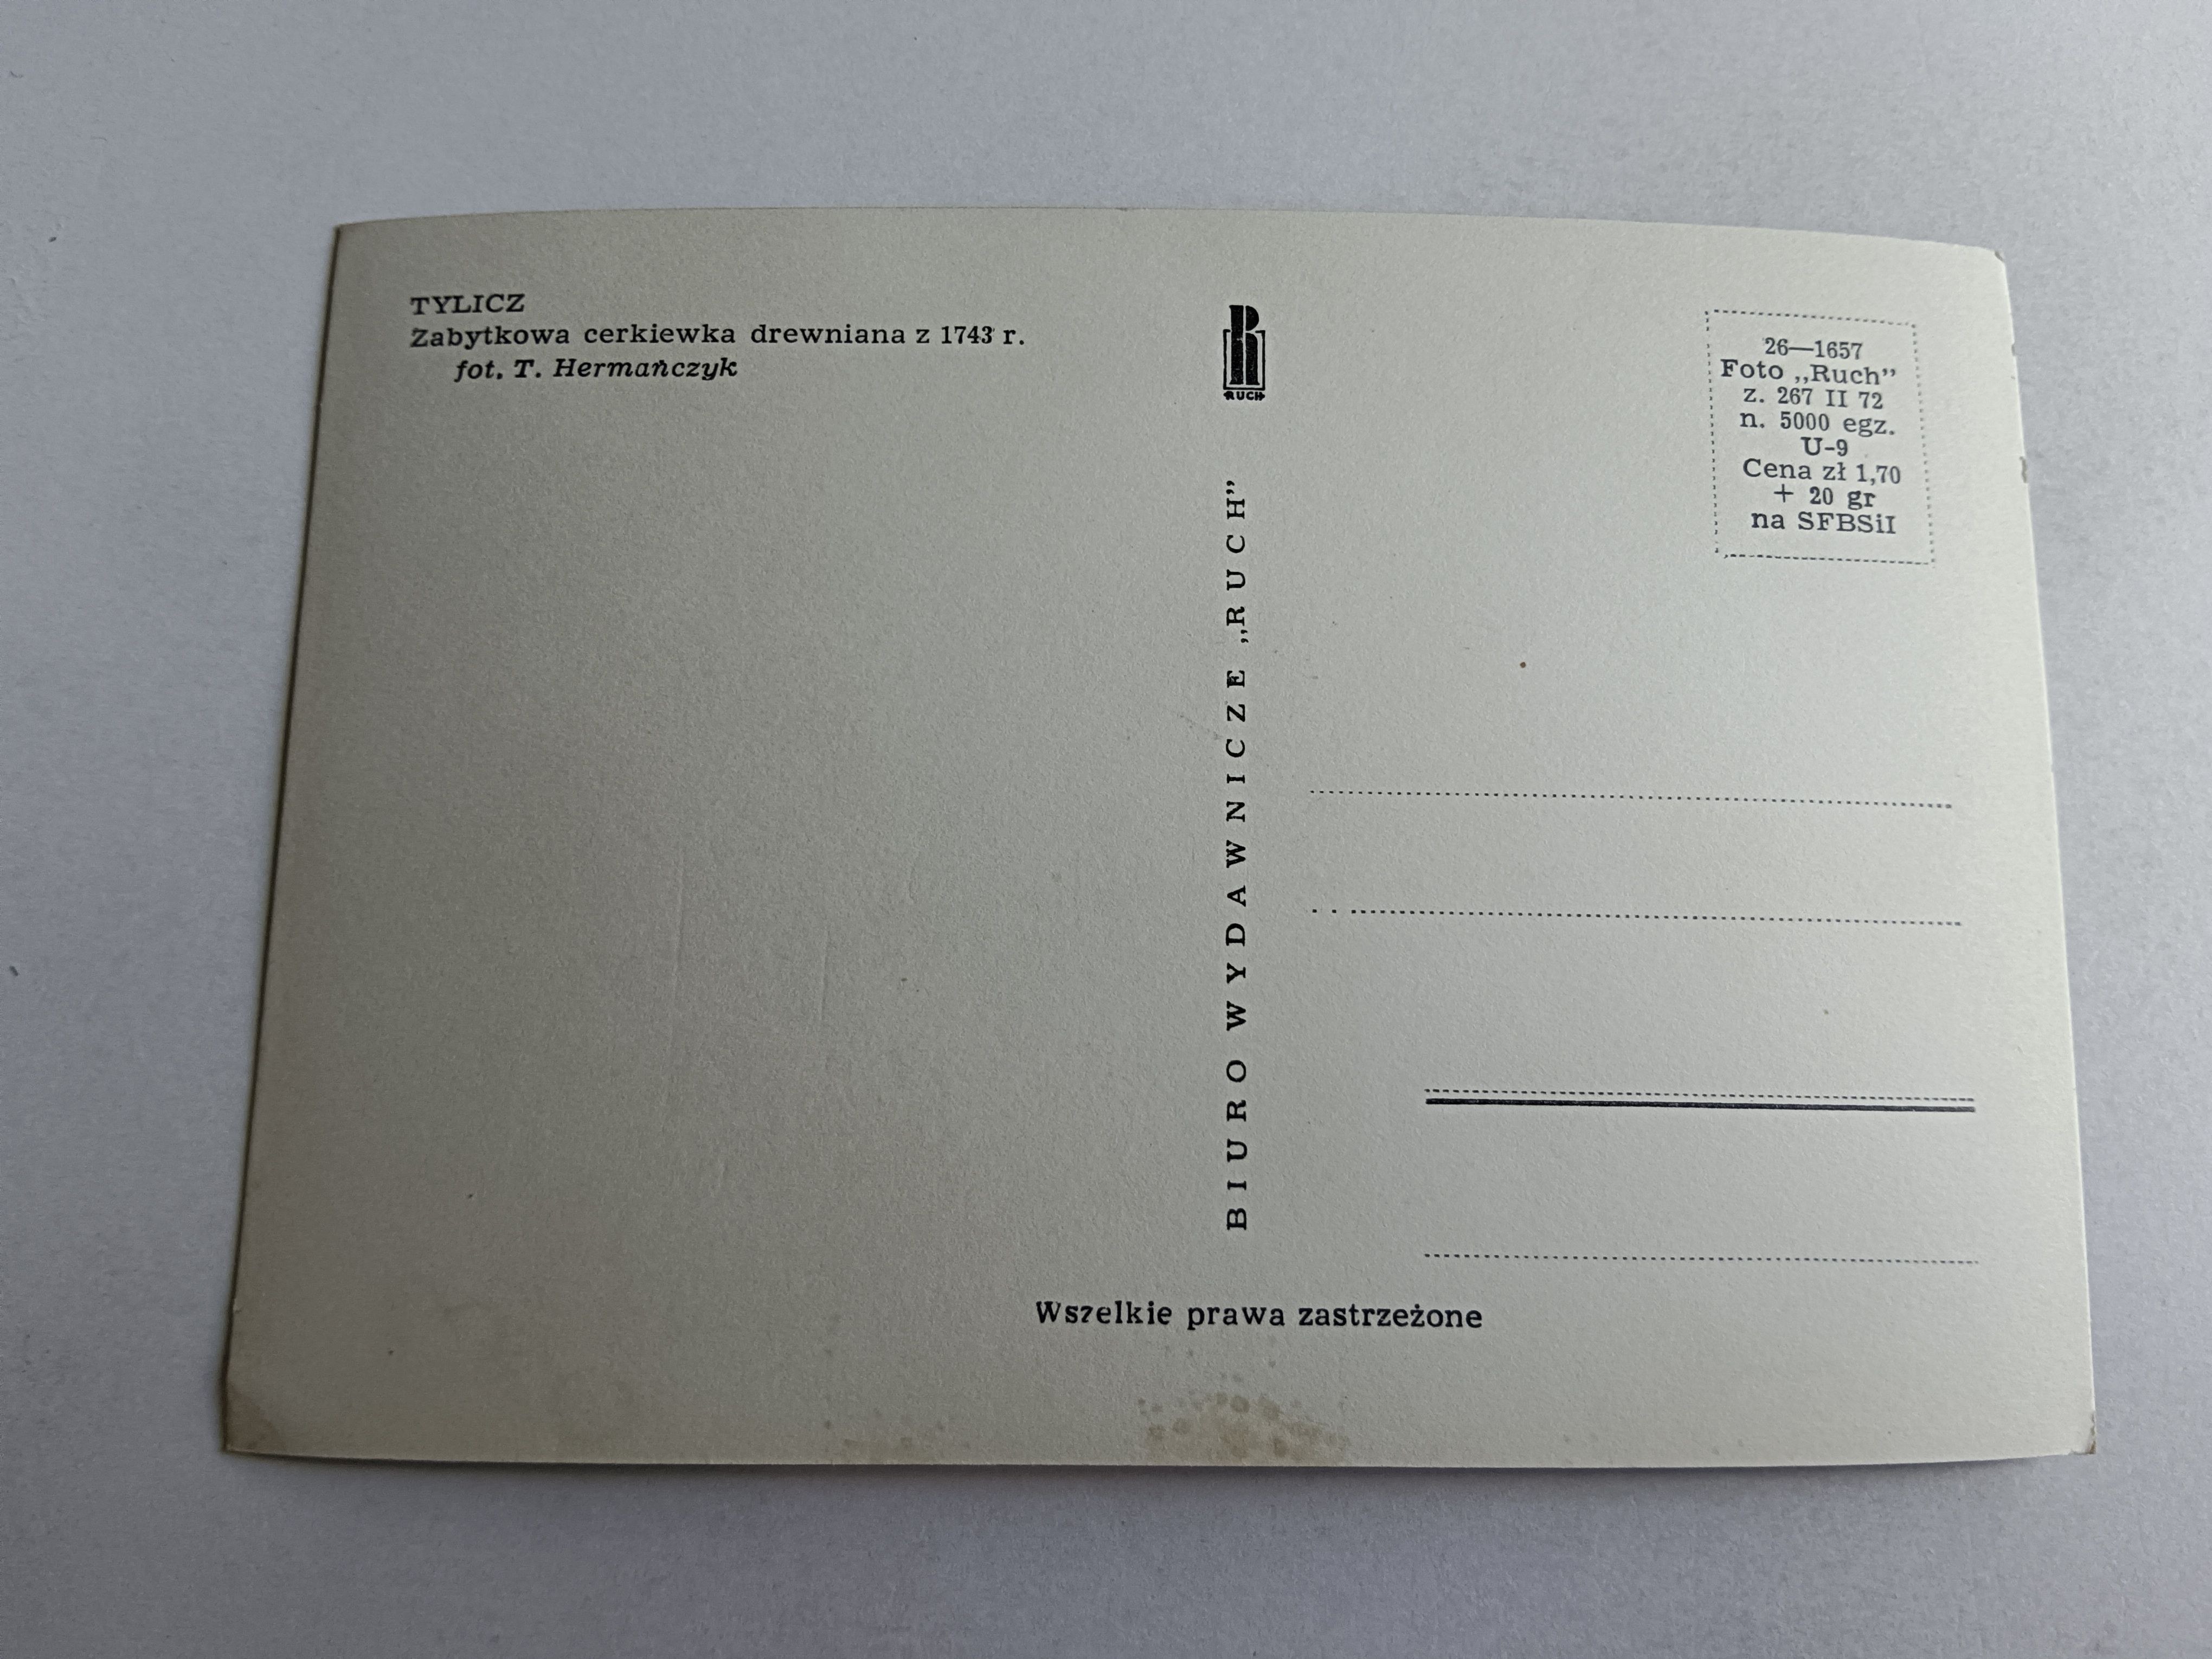 TYLICZ
Zabytkowa cerkiewka drewniana z 1743 r.
fot. T. Hermańczyk
RUCH
BIURO WYDAWNICZE „RUCH”
26—1657
Foto „Ruch”
z. 267 II 72
n. 5000 egz.
U-9
Cena zł 1,70
+ 20 gr
na SFBSiI
Wszelkie prawa zastrzeżone